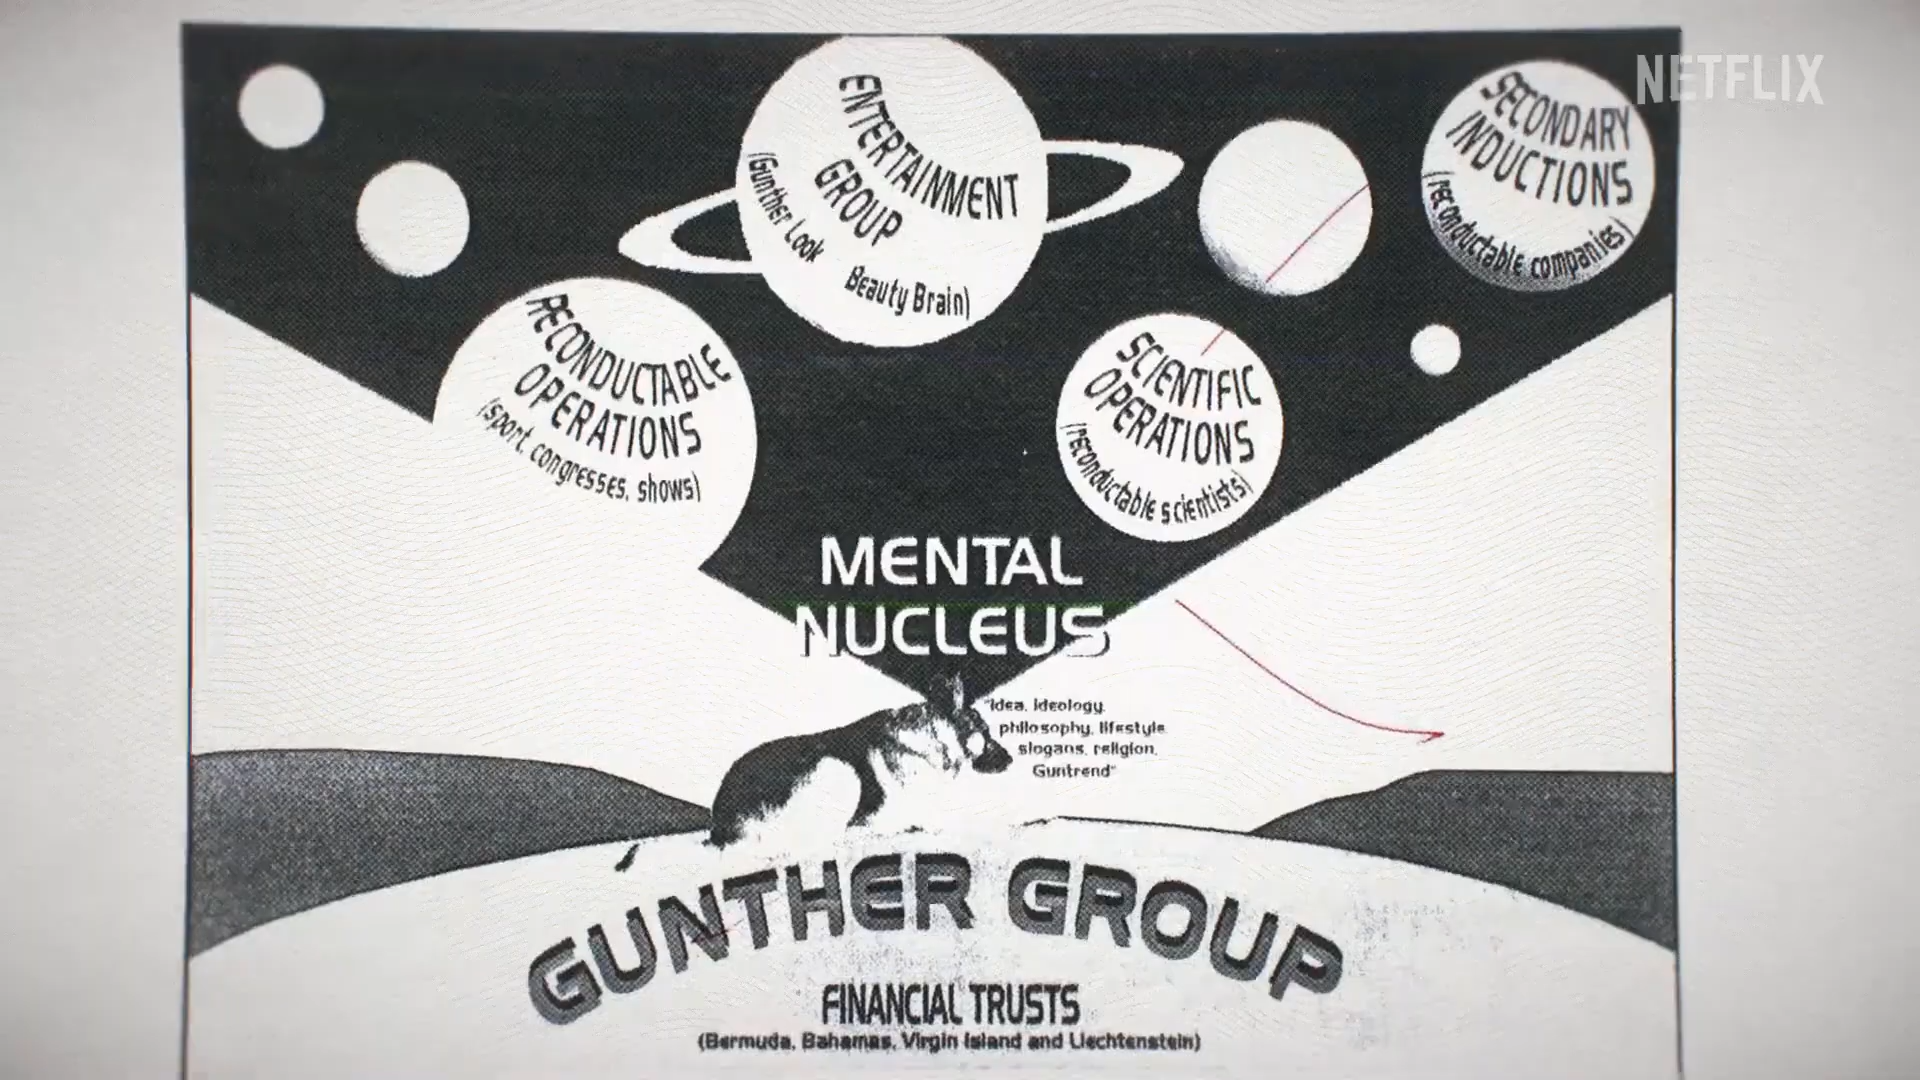 NETFLIX
ENTERTAINMENT
GROUP
(Gunther Look
Beauty Brain)
SECONDARY
INDUCTIONS
(reconductable companies)
RECONDUCTABLE
OPERATIONS
(sport, congresses, shows)
SCIENTIFIC
OPERATIONS
(reconductable scientists)
MENTAL
NUCLEUS
"Idea, Ideology,
philosophy, lifestyle
slogans, religion,
Guntrend"
GUNTHER GROUP
FINANCIAL TRUSTS
(Bermuda, Bahamas, Virgin Island and Liechtenstein)